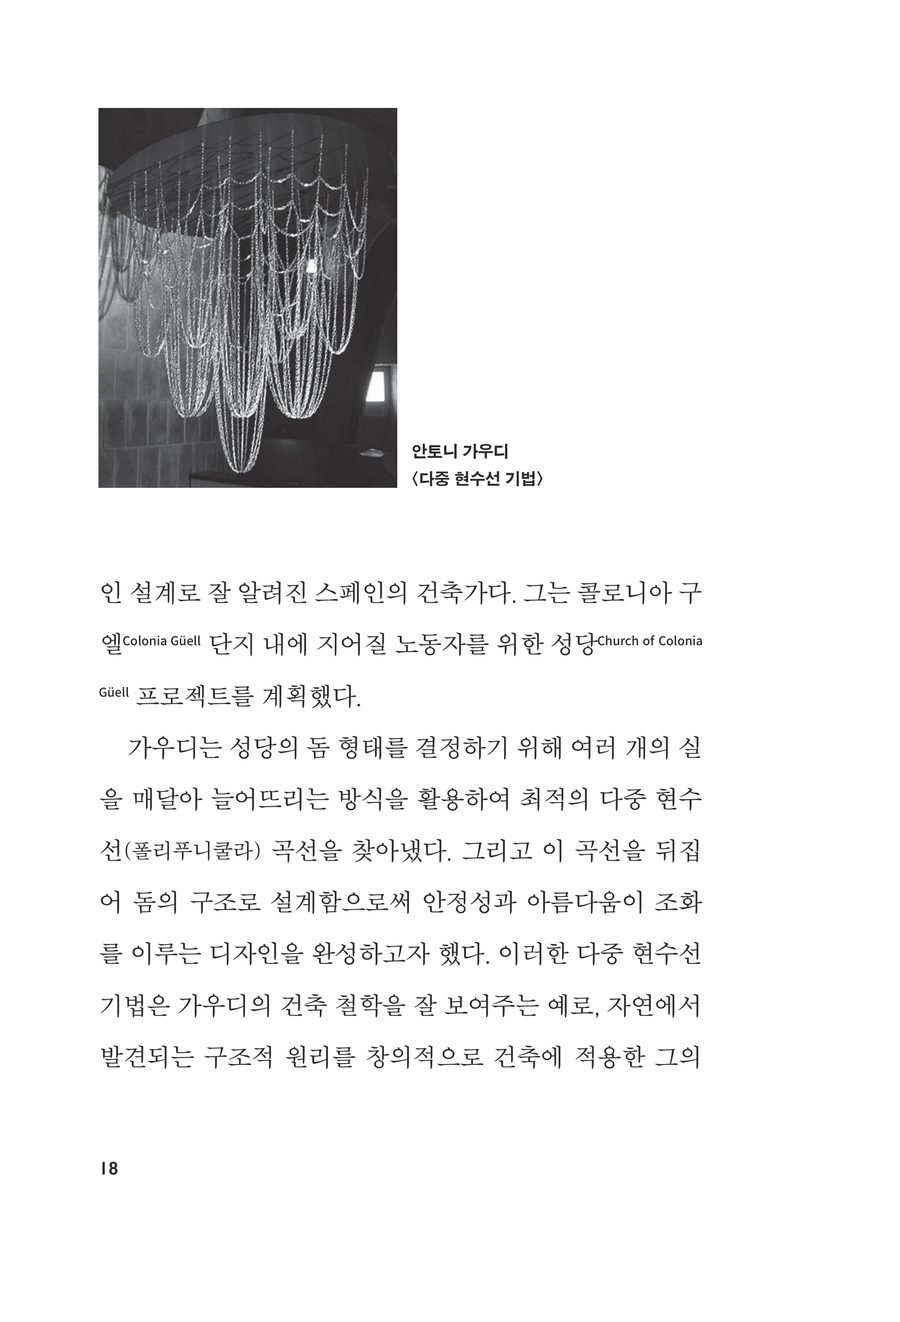 안토니 가우디
〈다중 현수선 기법〉
인 설계로 잘 알려진 스페인의 건축가다. 그는 콜로니아 구
엘Colonia Güell 단지 내에 지어질 노동자를 위한 성당Church of Colonia
Güell 프로젝트를 계획했다.
가우디는 성당의 돔 형태를 결정하기 위해 여러 개의 실
을 매달아 늘어뜨리는 방식을 활용하여 최적의 다중 현수
선(폴리푸니쿨라) 곡선을 찾아냈다. 그리고 이 곡선을 뒤집
어 돔의 구조로 설계함으로써 안정성과 아름다움이 조화
를 이루는 디자인을 완성하고자 했다. 이러한 다중 현수선
기법은 가우디의 건축 철학을 잘 보여주는 예로, 자연에서
발견되는 구조적 원리를 창의적으로 건축에 적용한 그의
18